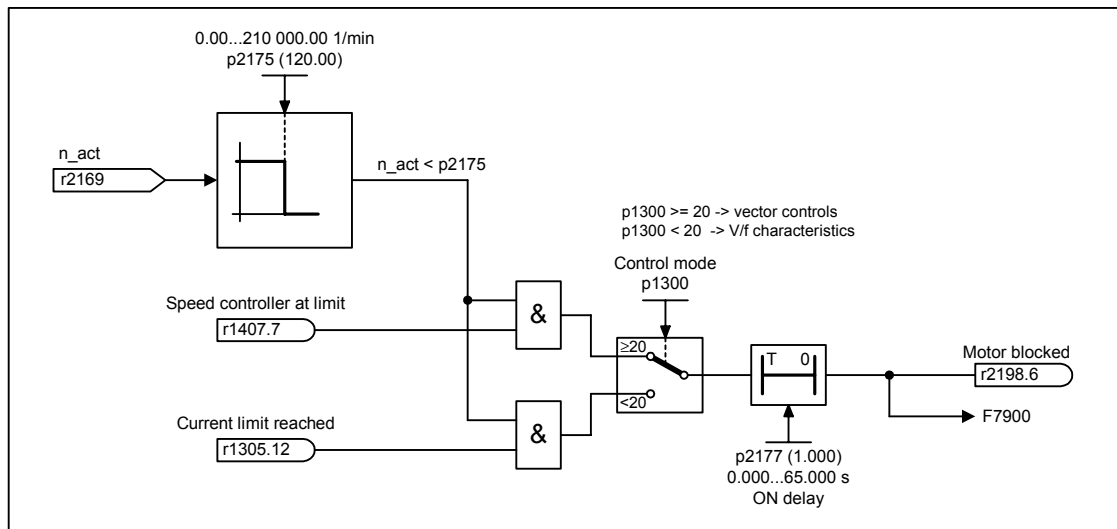 0.00...210 000.00 1/min
p2175 (120.00)
n_act
r2169
n_act < p2175
p1300 >= 20 -> vector controls
p1300 < 20 -> V/f characteristics
Control mode
p1300
Speed controller at limit
r1407.7
&
≥20
<20
T 0
Motor blocked
r2198.6
F7900
Current limit reached
r1305.12
&
p2177 (1.000)
0.000...65.000 s
ON delay